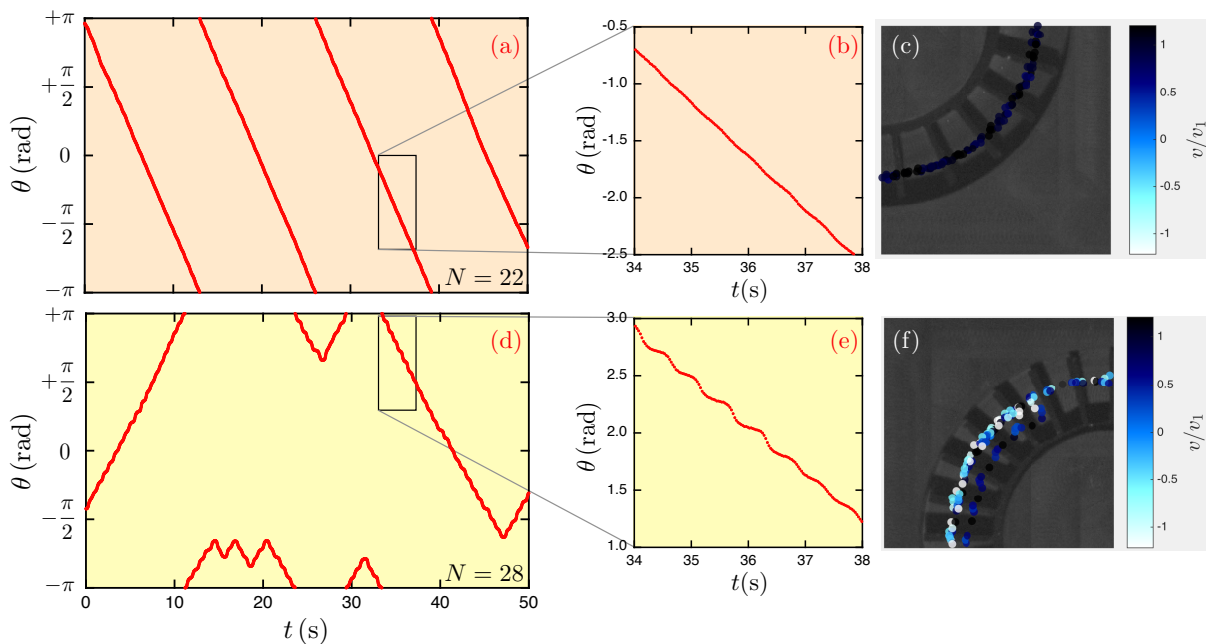 +π
+π/2
0
−π/2
−π
θ (rad)
(a)
N = 22
-0.5
-1.0
-1.5
-2.0
-2.5
θ (rad)
(b)
34 35 36 37 38
t(s)
(c)
1
0.5
0
-0.5
-1
v/v₁
+π
+π/2
0
−π/2
−π
θ (rad)
(d)
N = 28
0 10 20 30 40 50
t (s)
3.0
2.5
2.0
1.5
1.0
θ (rad)
(e)
34 35 36 37 38
t(s)
(f)
1
0.5
0
-0.5
-1
v/v₁